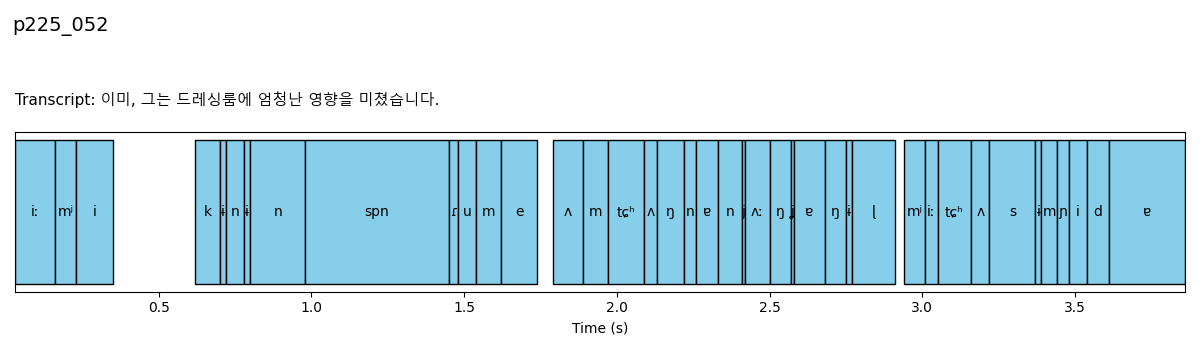 p225_052
Transcript: 이미, 그는 드레싱룸에 엄청난 영향을 미쳤습니다.
iː mʲ i k ɨ n ɨ n spn ɾ u m e ʌ m tɕʰ ʌ ŋ n ɐ n j ʌː ŋ ʝ ɐ ŋ ɨ ɭ mʲ iː tɕʰ ʌ s ɨ m ɲ i d ɐ
0.5 1.0 1.5 2.0 2.5 3.0 3.5
Time (s)